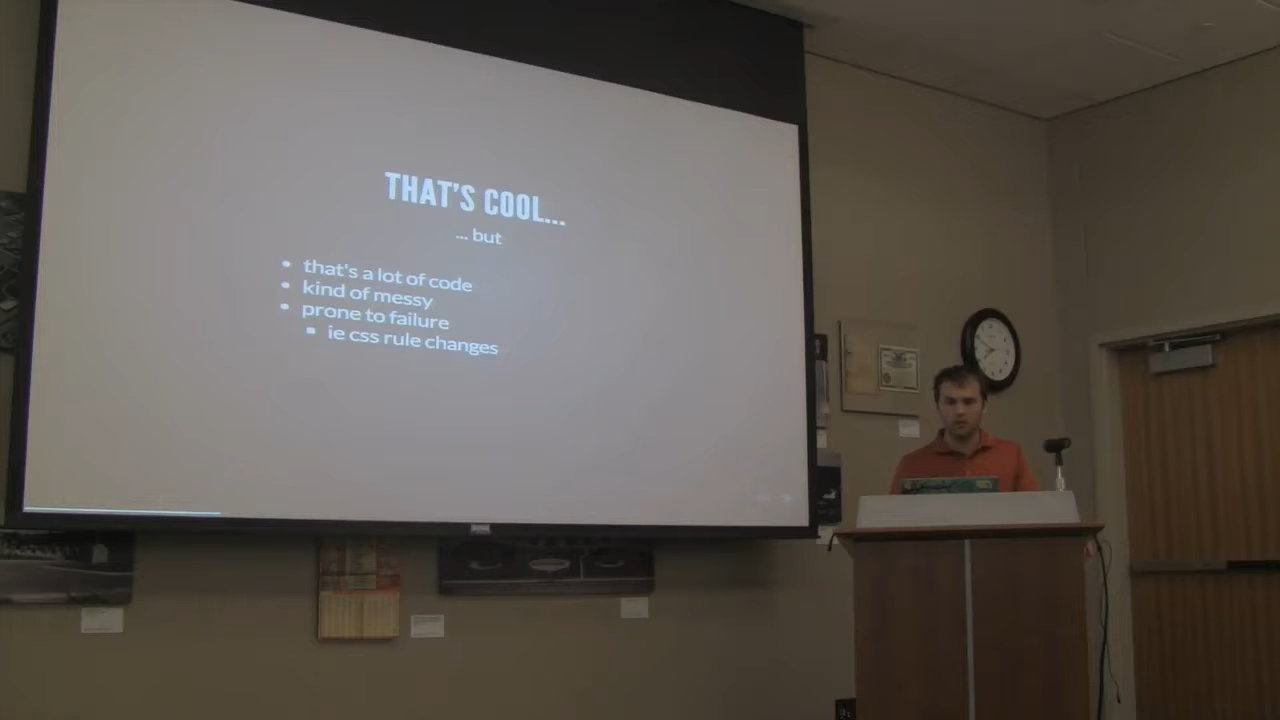 THAT'S COOL...
... but
that's a lot of code
kind of messy
prone to failure
ie css rule changes